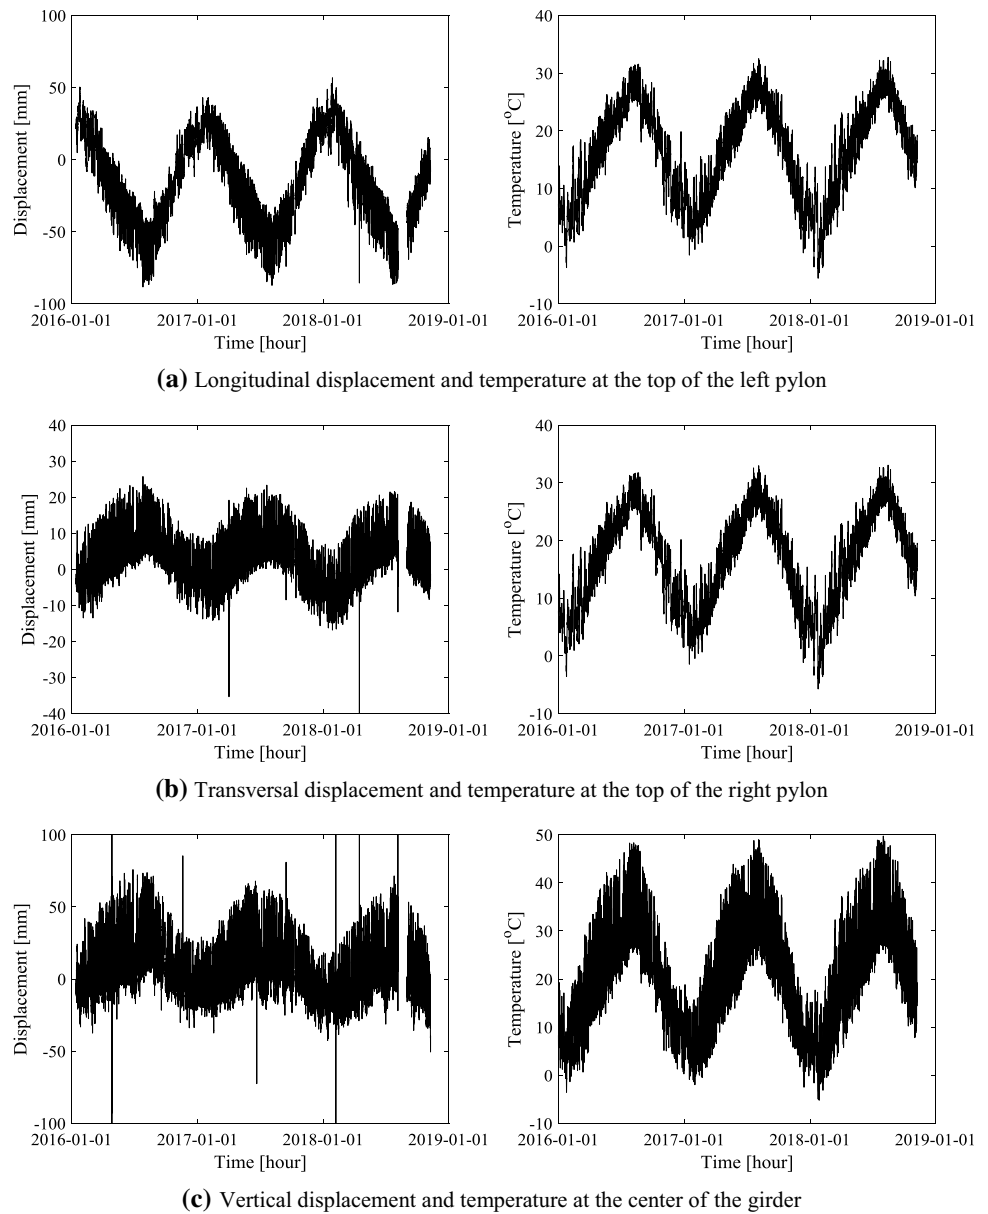 100
50
0
-50
-100
Displacement [mm]
2016-01-01 2017-01-01 2018-01-01 2019-01-01
Time [hour]
40
30
20
10
0
-10
Temperature [°C]
2016-01-01 2017-01-01 2018-01-01 2019-01-01
Time [hour]
(a) Longitudinal displacement and temperature at the top of the left pylon
40
30
20
10
0
-10
-20
-30
-40
Displacement [mm]
2016-01-01 2017-01-01 2018-01-01 2019-01-01
Time [hour]
40
30
20
10
0
-10
Temperature [°C]
2016-01-01 2017-01-01 2018-01-01 2019-01-01
Time [hour]
(b) Transversal displacement and temperature at the top of the right pylon
100
50
0
-50
-100
Displacement [mm]
2016-01-01 2017-01-01 2018-01-01 2019-01-01
Time [hour]
50
40
30
20
10
0
-10
Temperature [°C]
2016-01-01 2017-01-01 2018-01-01 2019-01-01
Time [hour]
(c) Vertical displacement and temperature at the center of the girder